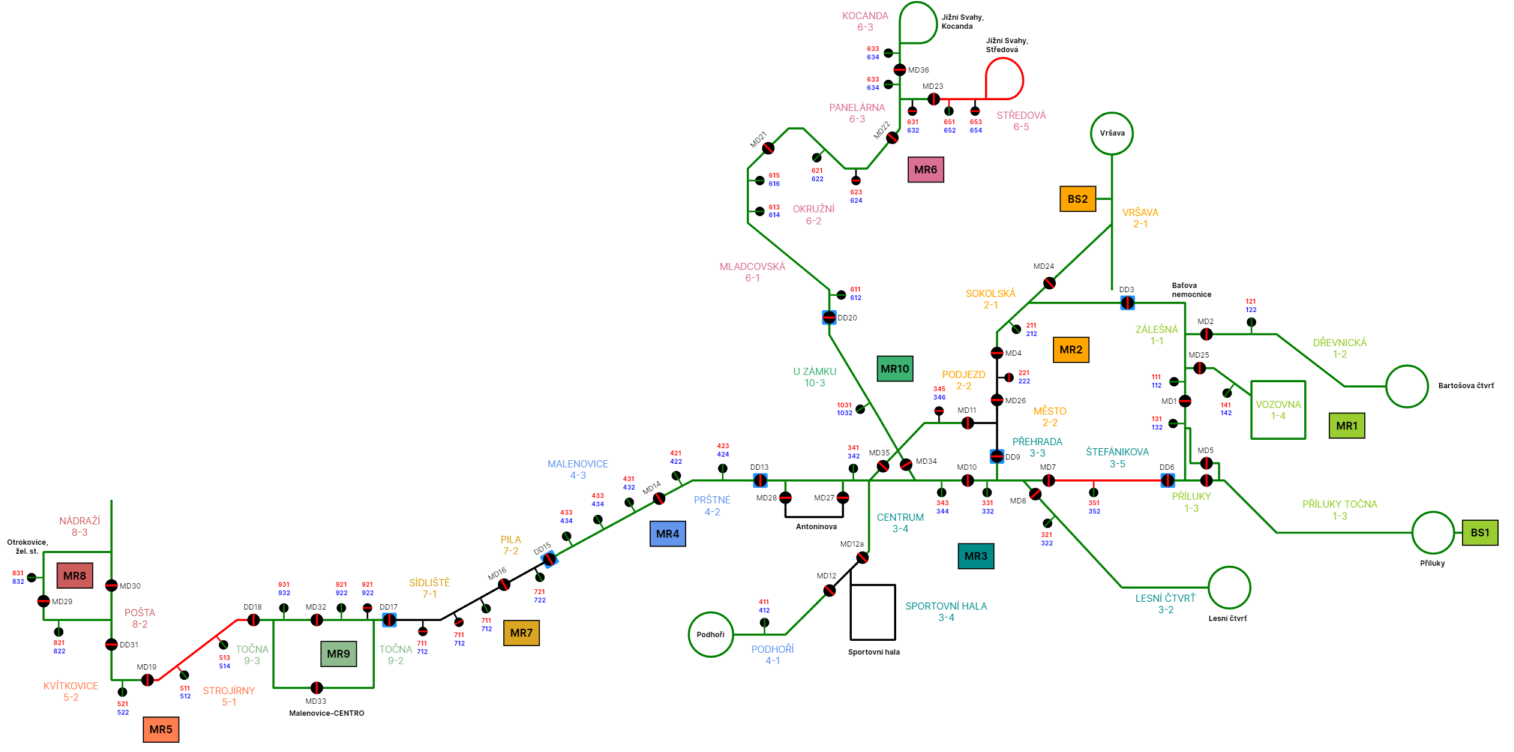 KOCANDA
6-3
Jižní Svahy,
Kocanda
633
634
MD36
Jižní Svahy,
Středová
633
634
MD23
PANELÁRNA
6-3
631
632
651
652
653
654
STŘEDOVÁ
6-5
MD22
MD21
621
622
623
624
MR6
615
616
613
614
OKRUŽNÍ
6-2
MLADCOVSKÁ
6-1
611
612
DD20
Vršava
BS2
VRŠAVA
2-1
MD24
SOKOLSKÁ
2-1
DD3
Baťova
nemocnice
211
212
MD4
MR2
ZÁLEŠNÁ
1-1
MD2
121
122
DŘEVNICKÁ
1-2
MD25
111
112
MD1
141
142
VOZOVNA
1-4
Bartošova čtvrť
MR1
131
132
MD5
U ZÁMKU
10-3
MR10
1031
1032
PODJEZD
2-2
221
222
MD26
345
346
MD11
MĚSTO
2-2
PŘEHRADA
3-3
DD9
ŠTEFÁNIKOVA
3-5
MD7
DD6
PŘÍLUKY
1-3
PŘÍLUKY TOČNA
1-3
BS1
Příluky
351
352
MD8
321
322
LESNÍ ČTVRŤ
3-2
Lesní čtvrť
MD35
MD34
MD10
343
344
331
332
341
342
CENTRUM
3-4
MR3
MD12a
MD12
SPORTOVNÍ HALA
3-4
Sportovní hala
411
412
Podhoří
PODHOŘÍ
4-1
DD13
MD28
MD27
Antonínova
423
424
421
422
PRŠTNÉ
4-2
MALENOVICE
4-3
MR4
MD14
431
432
433
434
433
434
DD15
PILA
7-2
MD16
721
722
SÍDLIŠTĚ
7-1
711
712
711
712
711
712
MR7
DD17
921
922
921
922
MD32
931
932
DD18
TOČNA
9-3
MR9
TOČNA
9-2
MD33
Malenovice-CENTRO
513
514
511
512
STROJÍRNY
5-1
MR5
MD19
521
522
KVÍTKOVICE
5-2
DD31
POŠTA
8-2
MD30
NÁDRAŽÍ
8-3
Otrokovice,
žel. st.
831
832
MR8
MD29
821
822